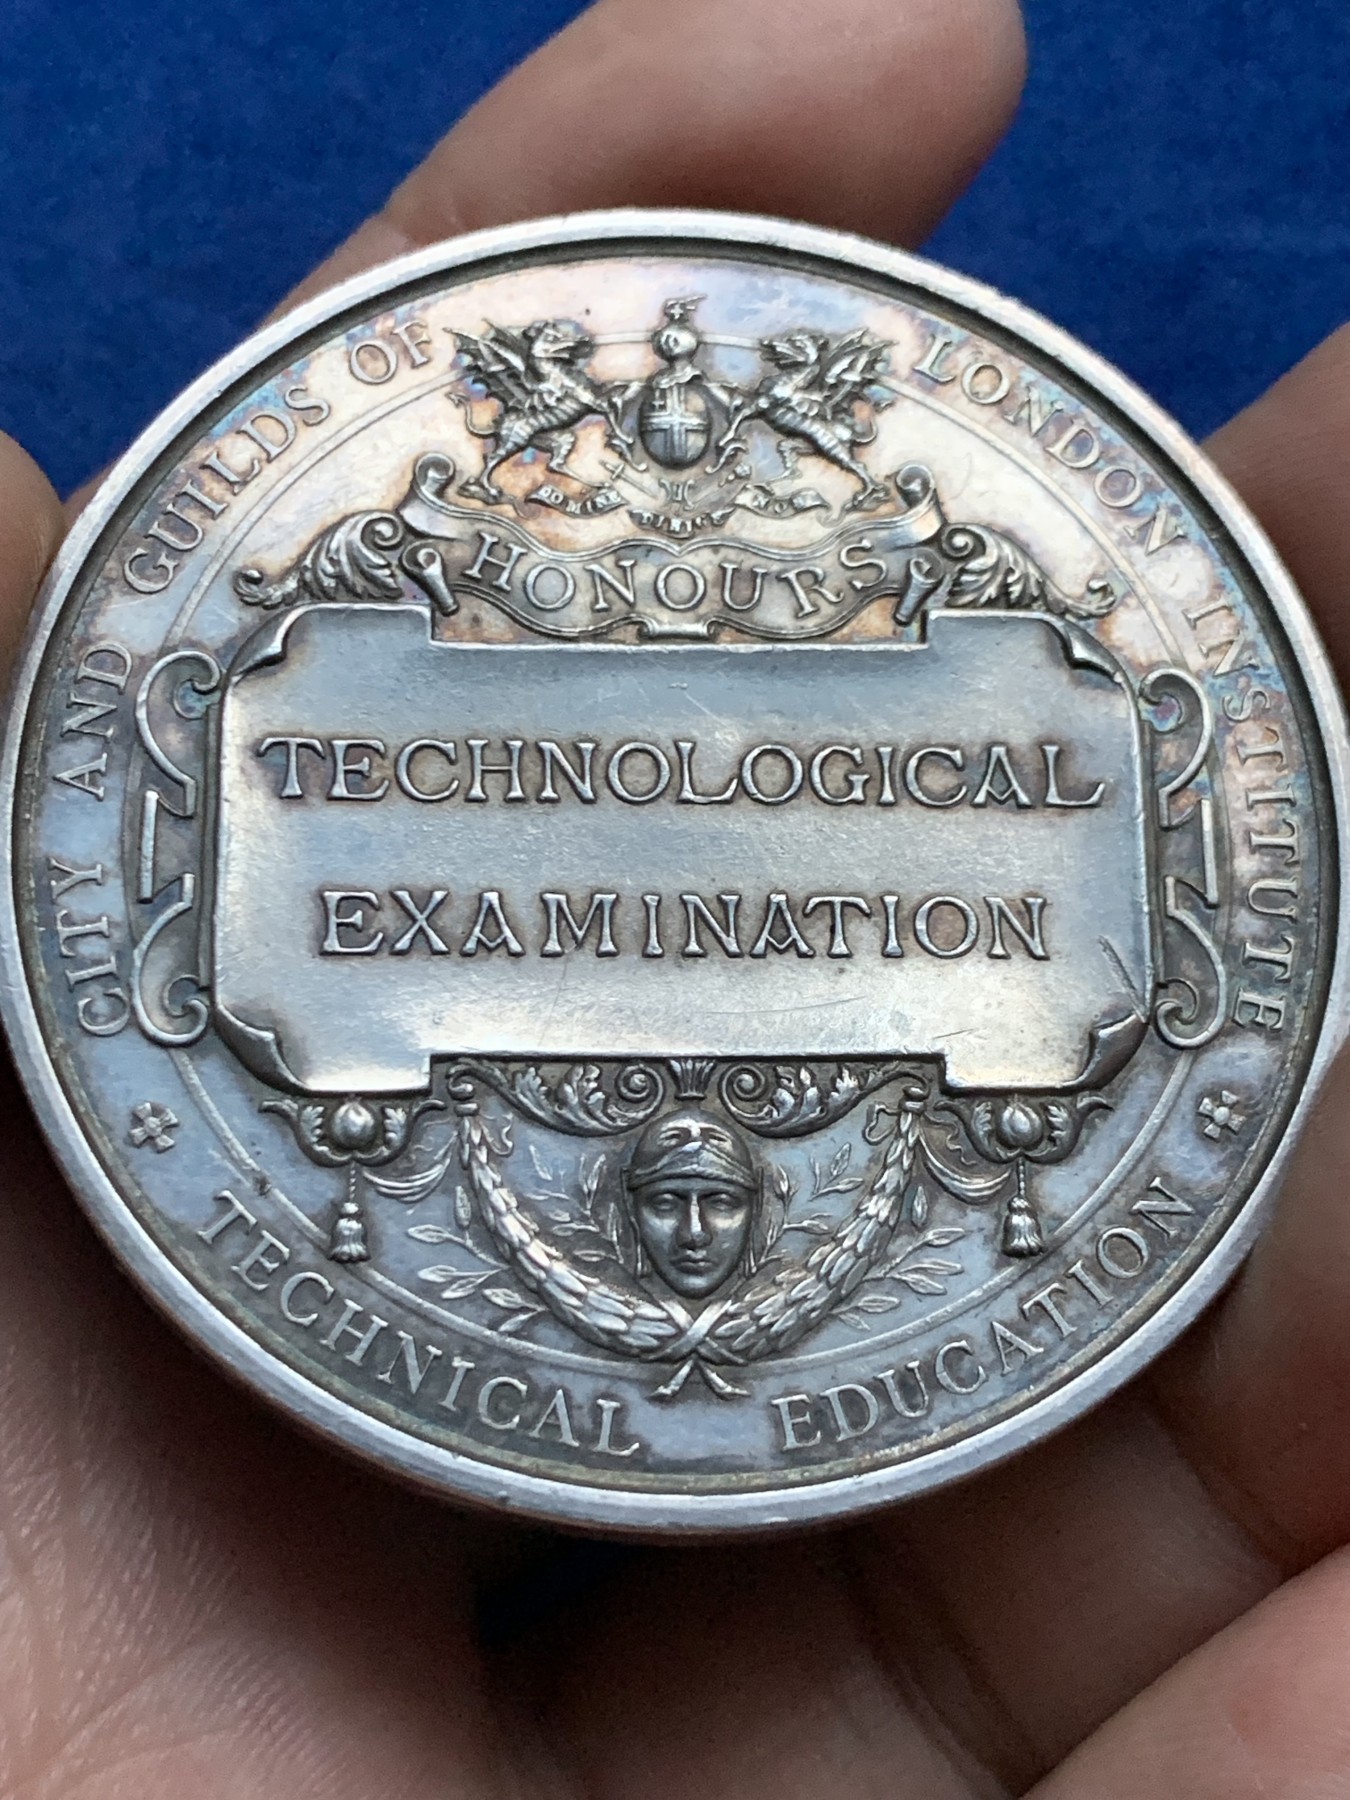 CITY AND GUILDS OF LONDON INSTITUTE
DOMINE DIRIGE NOS
HONOURS
TECHNOLOGICAL
EXAMINATION
TECHNICAL EDUCATION